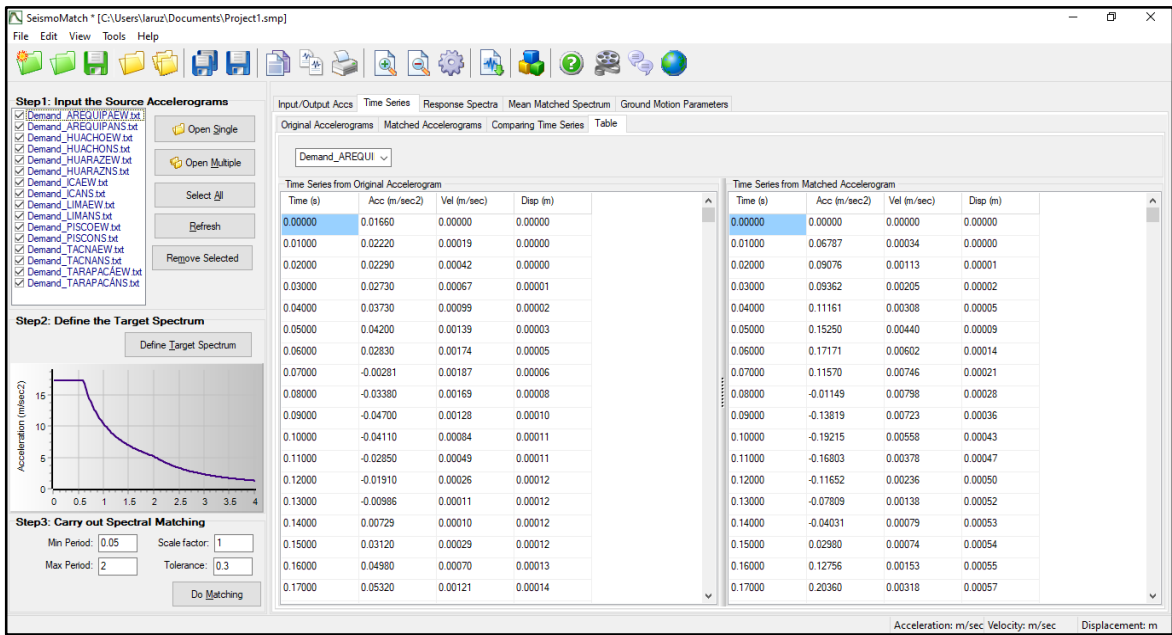 SeismoMatch * [C:\Users\laruz\Documents\Project1.smp]
File Edit View Tools Help
Step1: Input the Source Accelerograms
Demand_AREQUIPAEW.txt
Demand_AREQUIPANS.txt
Demand_HUACHOEW.txt
Demand_HUACHONS.txt
Demand_HUARAZEW.txt
Demand_HUARAZNS.txt
Demand_ICAEW.txt
Demand_ICANS.txt
Demand_LIMAEW.txt
Demand_LIMANS.txt
Demand_PISCOEW.txt
Demand_PISCONS.txt
Demand_TACNAEW.txt
Demand_TACNANS.txt
Demand_TARAPACÁEW.txt
Demand_TARAPACÁNS.txt
Open Single
Open Multiple
Select All
Refresh
Remove Selected
Step2: Define the Target Spectrum
Define Target Spectrum
Acceleration (m/sec2)
15
10
5
0
0 0.5 1 1.5 2 2.5 3 3.5 4
Step3: Carry out Spectral Matching
Min Period: 0.05 Scale factor: 1
Max Period: 2 Tolerance: 0.3
Do Matching
Input/Output Accs Time Series Response Spectra Mean Matched Spectrum Ground Motion Parameters
Original Accelerograms Matched Accelerograms Comparing Time Series Table
Demand_AREQUI
Time Series from Original Accelerogram
Time (s) Acc (m/sec2) Vel (m/sec) Disp (m)
0.00000 0.01660 0.00000 0.00000
0.01000 0.02220 0.00019 0.00000
0.02000 0.02290 0.00042 0.00000
0.03000 0.02730 0.00067 0.00001
0.04000 0.03730 0.00099 0.00002
0.05000 0.04200 0.00139 0.00003
0.06000 0.02830 0.00174 0.00005
0.07000 -0.00281 0.00187 0.00006
0.08000 -0.03380 0.00169 0.00008
0.09000 -0.04700 0.00128 0.00010
0.10000 -0.04110 0.00084 0.00011
0.11000 -0.02850 0.00049 0.00011
0.12000 -0.01910 0.00026 0.00012
0.13000 -0.00986 0.00011 0.00012
0.14000 0.00729 0.00010 0.00012
0.15000 0.03120 0.00029 0.00012
0.16000 0.04980 0.00070 0.00013
0.17000 0.05320 0.00121 0.00014
Time Series from Matched Accelerogram
Time (s) Acc (m/sec2) Vel (m/sec) Disp (m)
0.00000 0.00000 0.00000 0.00000
0.01000 0.06787 0.00034 0.00000
0.02000 0.09076 0.00113 0.00001
0.03000 0.09362 0.00205 0.00002
0.04000 0.11161 0.00308 0.00005
0.05000 0.15250 0.00440 0.00009
0.06000 0.17171 0.00602 0.00014
0.07000 0.11570 0.00746 0.00021
0.08000 -0.01149 0.00798 0.00028
0.09000 -0.13819 0.00723 0.00036
0.10000 -0.19215 0.00558 0.00043
0.11000 -0.16803 0.00378 0.00047
0.12000 -0.11652 0.00236 0.00050
0.13000 -0.07809 0.00138 0.00052
0.14000 -0.04031 0.00079 0.00053
0.15000 0.02980 0.00074 0.00054
0.16000 0.12756 0.00153 0.00055
0.17000 0.20360 0.00318 0.00057
Acceleration: m/sec Velocity: m/sec Displacement: m